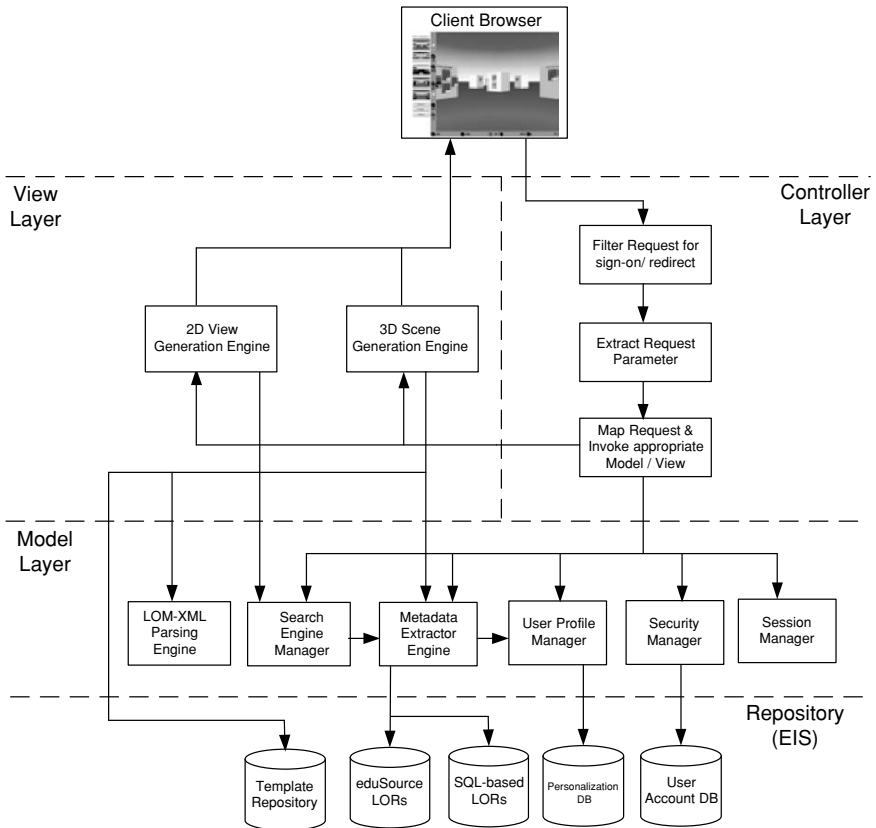 Client Browser
View
Layer
Controller
Layer
Filter Request for
sign-on/ redirect
2D View
Generation Engine
3D Scene
Generation Engine
Extract Request
Parameter
Map Request &
Invoke appropriate
Model / View
Model
Layer
LOM-XML
Parsing
Engine
Search
Engine
Manager
Metadata
Extractor
Engine
User Profile
Manager
Security
Manager
Session
Manager
Repository
(EIS)
Template
Repository
eduSource
LORs
SQL-based
LORs
Personalization
DB
User
Account DB